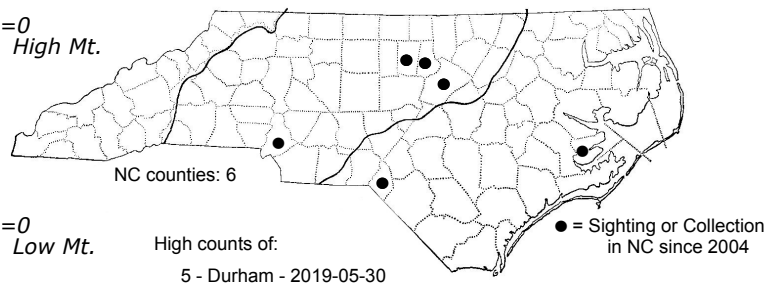 =0
High Mt.
NC counties: 6
=0
Low Mt.
High counts of:
5 - Durham - 2019-05-30
● = Sighting or Collection
in NC since 2004